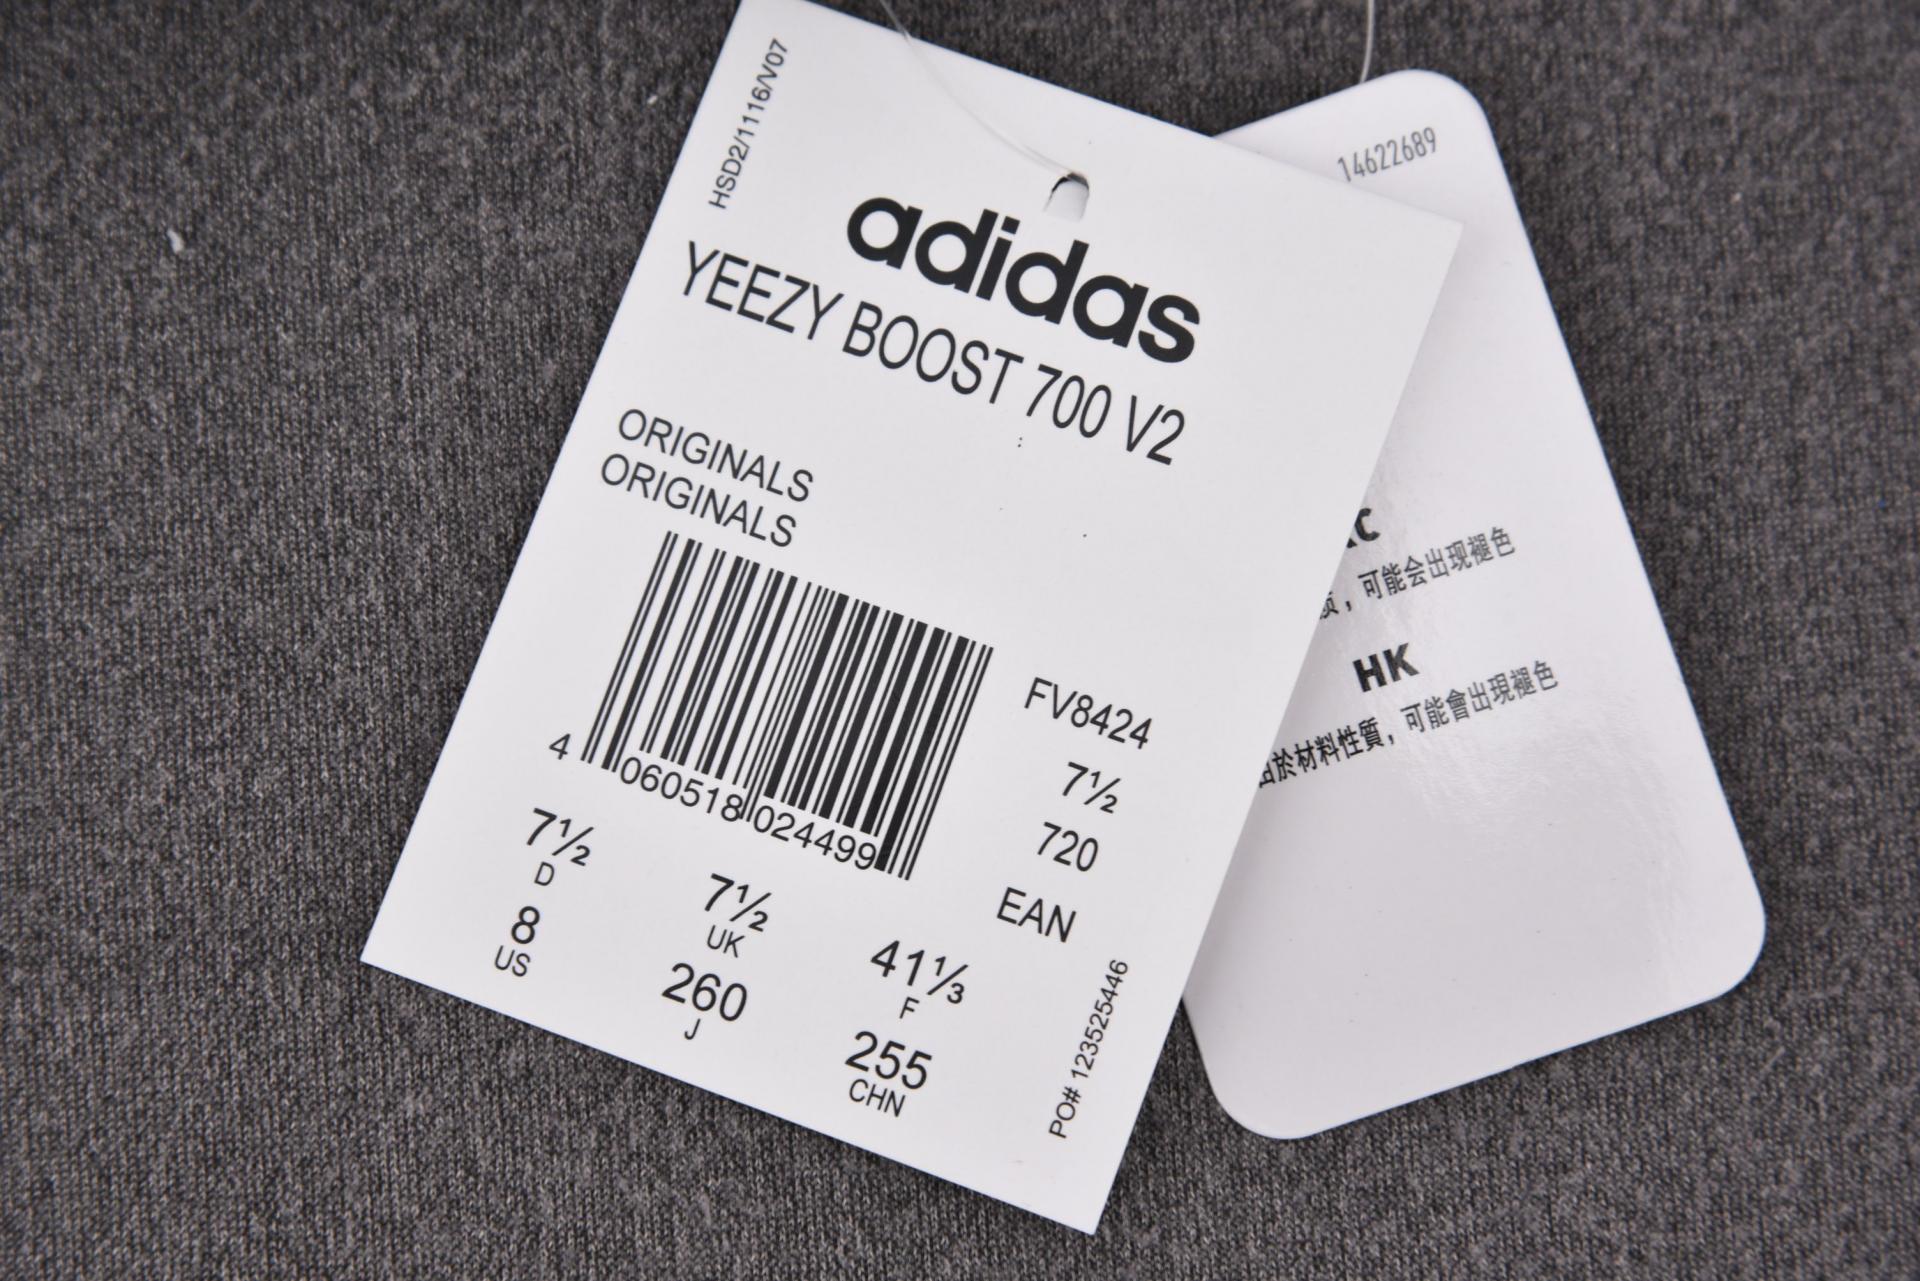 HSD2/1116/V07
adidas
YEEZY BOOST 700 V2
ORIGINALS
ORIGINALS
4 060518 024499
FV8424
7½
720
EAN
7½
D
7½
UK
41⅓
F
8
US
260
J
255
CHN
PO# 123525446
14622689
,可能会出现褪色
HK
於材料性質,可能會出現褪色